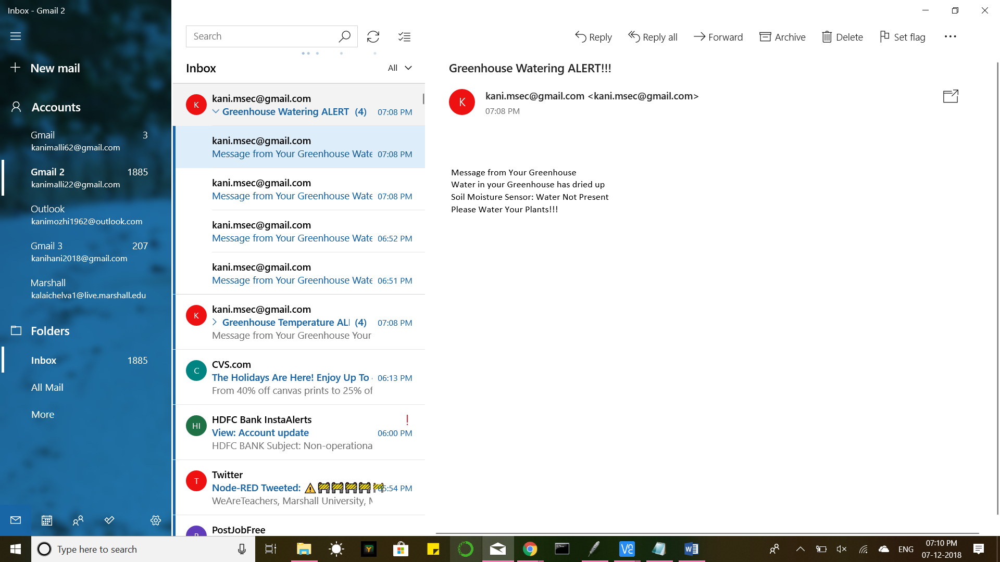 Inbox - Gmail 2
New mail
Accounts
Gmail 3
kanimalli62@gmail.com
Gmail 2 1885
kanimalli22@gmail.com
Outlook
kanimozhi1962@outlook.com
Gmail 3 207
kanihani2018@gmail.com
Marshall
kalaichelva1@live.marshall.edu
Folders
Inbox 1885
All Mail
More
Search
Inbox All
K
kani.msec@gmail.com
Greenhouse Watering ALERT (4) 07:08 PM
kani.msec@gmail.com
Message from Your Greenhouse Wate 07:08 PM
kani.msec@gmail.com
Message from Your Greenhouse Wate 07:08 PM
kani.msec@gmail.com
Message from Your Greenhouse Wate 06:52 PM
kani.msec@gmail.com
Message from Your Greenhouse Wate 06:51 PM
K
kani.msec@gmail.com
Greenhouse Temperature AL (4) 07:08 PM
Message from Your Greenhouse Your
C
CVS.com
The Holidays Are Here! Enjoy Up To 06:13 PM
From 40% off canvas prints to 25% of
HI
HDFC Bank InstaAlerts !
View: Account update 06:00 PM
HDFC BANK Subject: Non-operationa
T
Twitter
Node-RED Tweeted: ⚠🚧🚧🚧🚧🚧 05:54 PM
WeAreTeachers, Marshall University, M
PostJobFree
Reply Reply all Forward Archive Delete Set flag
Greenhouse Watering ALERT!!!
K
kani.msec@gmail.com <kani.msec@gmail.com>
07:08 PM
Message from Your Greenhouse
Water in your Greenhouse has dried up
Soil Moisture Sensor: Water Not Present
Please Water Your Plants!!!
Type here to search
ENG
07:10 PM
07-12-2018